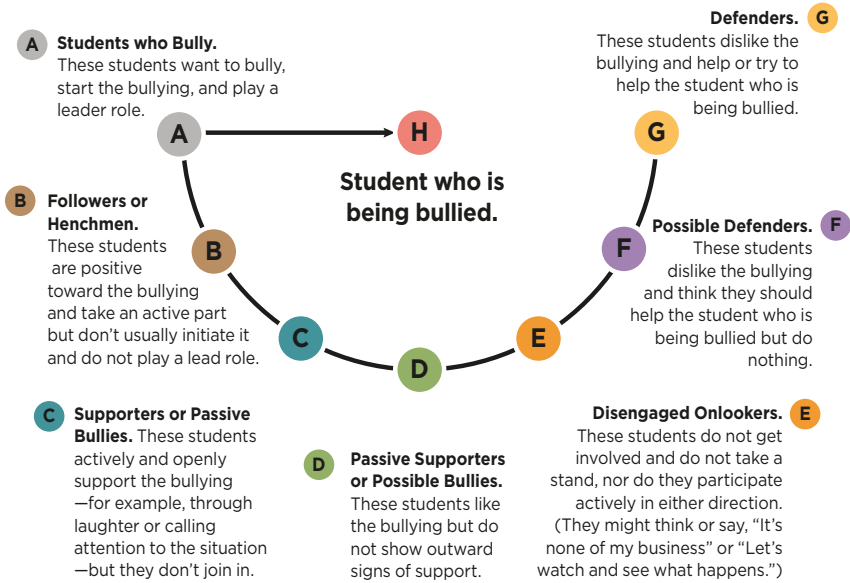 A
Students who Bully.
These students want to bully,
start the bullying, and play a
leader role.
Defenders.
G
These students dislike the
bullying and help or try to
help the student who is
being bullied.
A
H
G
Student who is
being bullied.
B
Followers or
Henchmen.
These students
are positive
toward the bullying
and take an active part
but don’t usually initiate it
and do not play a lead role.
B
F
Possible Defenders.
F
These students
dislike the bullying
and think they should
help the student who is
being bullied but do
nothing.
C
D
E
C
Supporters or Passive
Bullies. These students
actively and openly
support the bullying
—for example, through
laughter or calling
attention to the situation
—but they don’t join in.
D
Passive Supporters
or Possible Bullies.
These students like
the bullying but do
not show outward
signs of support.
Disengaged Onlookers.
E
These students do not get
involved and do not take a
stand, nor do they participate
actively in either direction.
(They might think or say, “It’s
none of my business” or “Let’s
watch and see what happens.”)